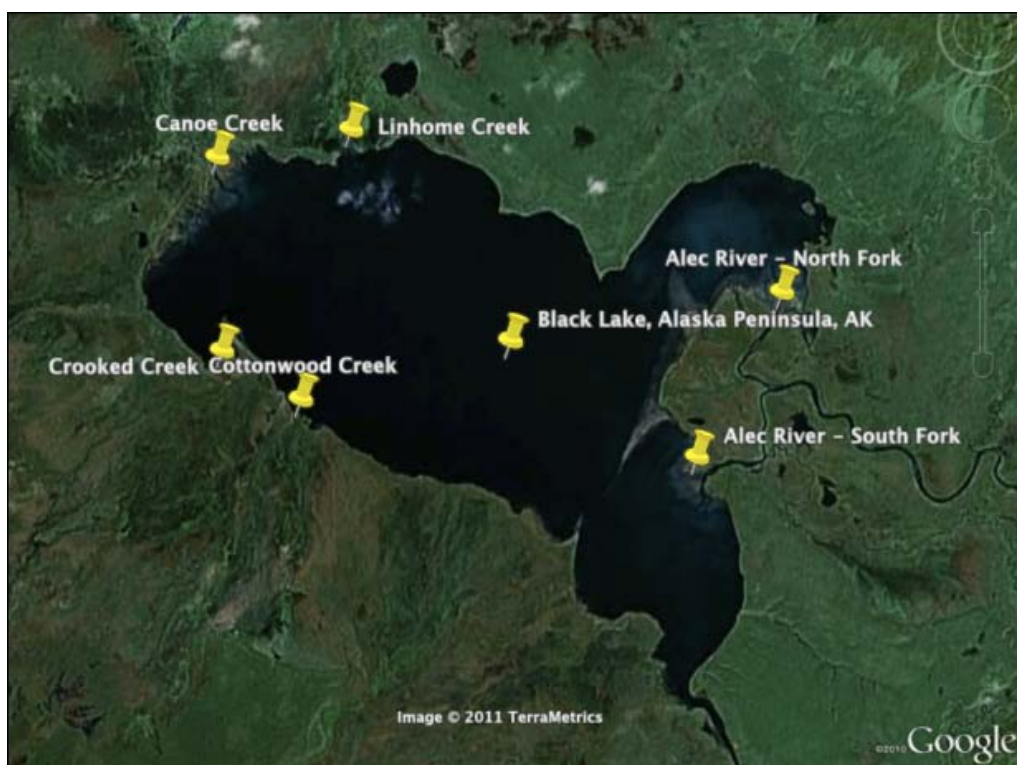 Canoe Creek
Linhome Creek
Alec River – North Fork
Black Lake, Alaska Peninsula, AK
Crooked Creek
Cottonwood Creek
Alec River – South Fork
Image © 2011 TerraMetrics
©2010 Google